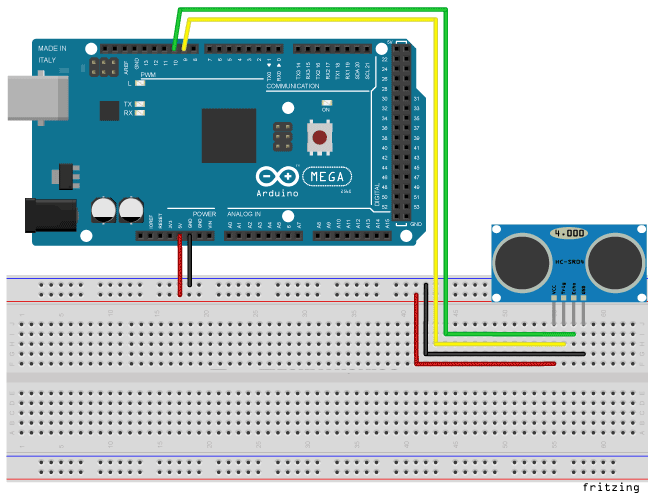 MADE IN
ITALY
AREF
GND
13
12
11
10
9
8
7
6
5
4
3
2
TX0 ▶ 1
RX0 ◀ 0
TX3 14
RX3 15
TX2 16
RX2 17
TX1 18
RX1 19
SDA 20
SCL 21
5V
22
PWM
COMMUNICATION
L
TX
RX
ON
Arduino
MEGA
DIGITAL
GND
POWER
ANALOG IN
IOREF
RESET
3V3
5V
GND
GND
VIN
A0
A1
A2
A3
A4
A5
A6
A7
A8
A9
A10
A11
A12
A13
A14
A15
4.000
HC-SR04
VCC
Trig
Echo
GND
fritzing